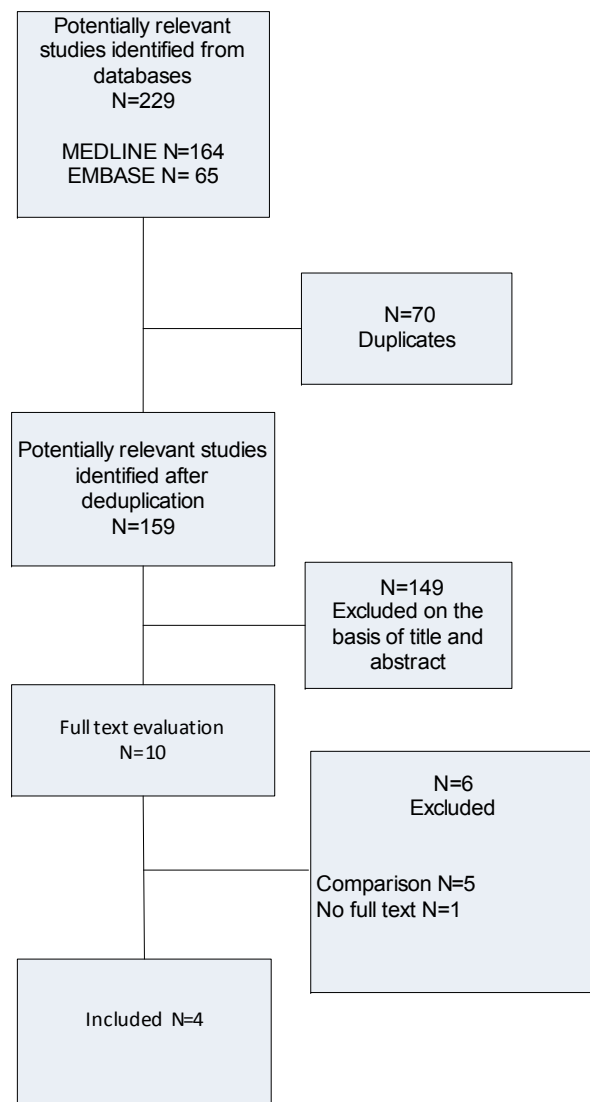 Potentially relevant
studies identified from
databases
N=229
MEDLINE N=164
EMBASE N= 65
N=70
Duplicates
Potentially relevant studies
identified after
deduplication
N=159
N=149
Excluded on the
basis of title and
abstract
Full text evaluation
N=10
N=6
Excluded
Comparison N=5
No full text N=1
Included N=4